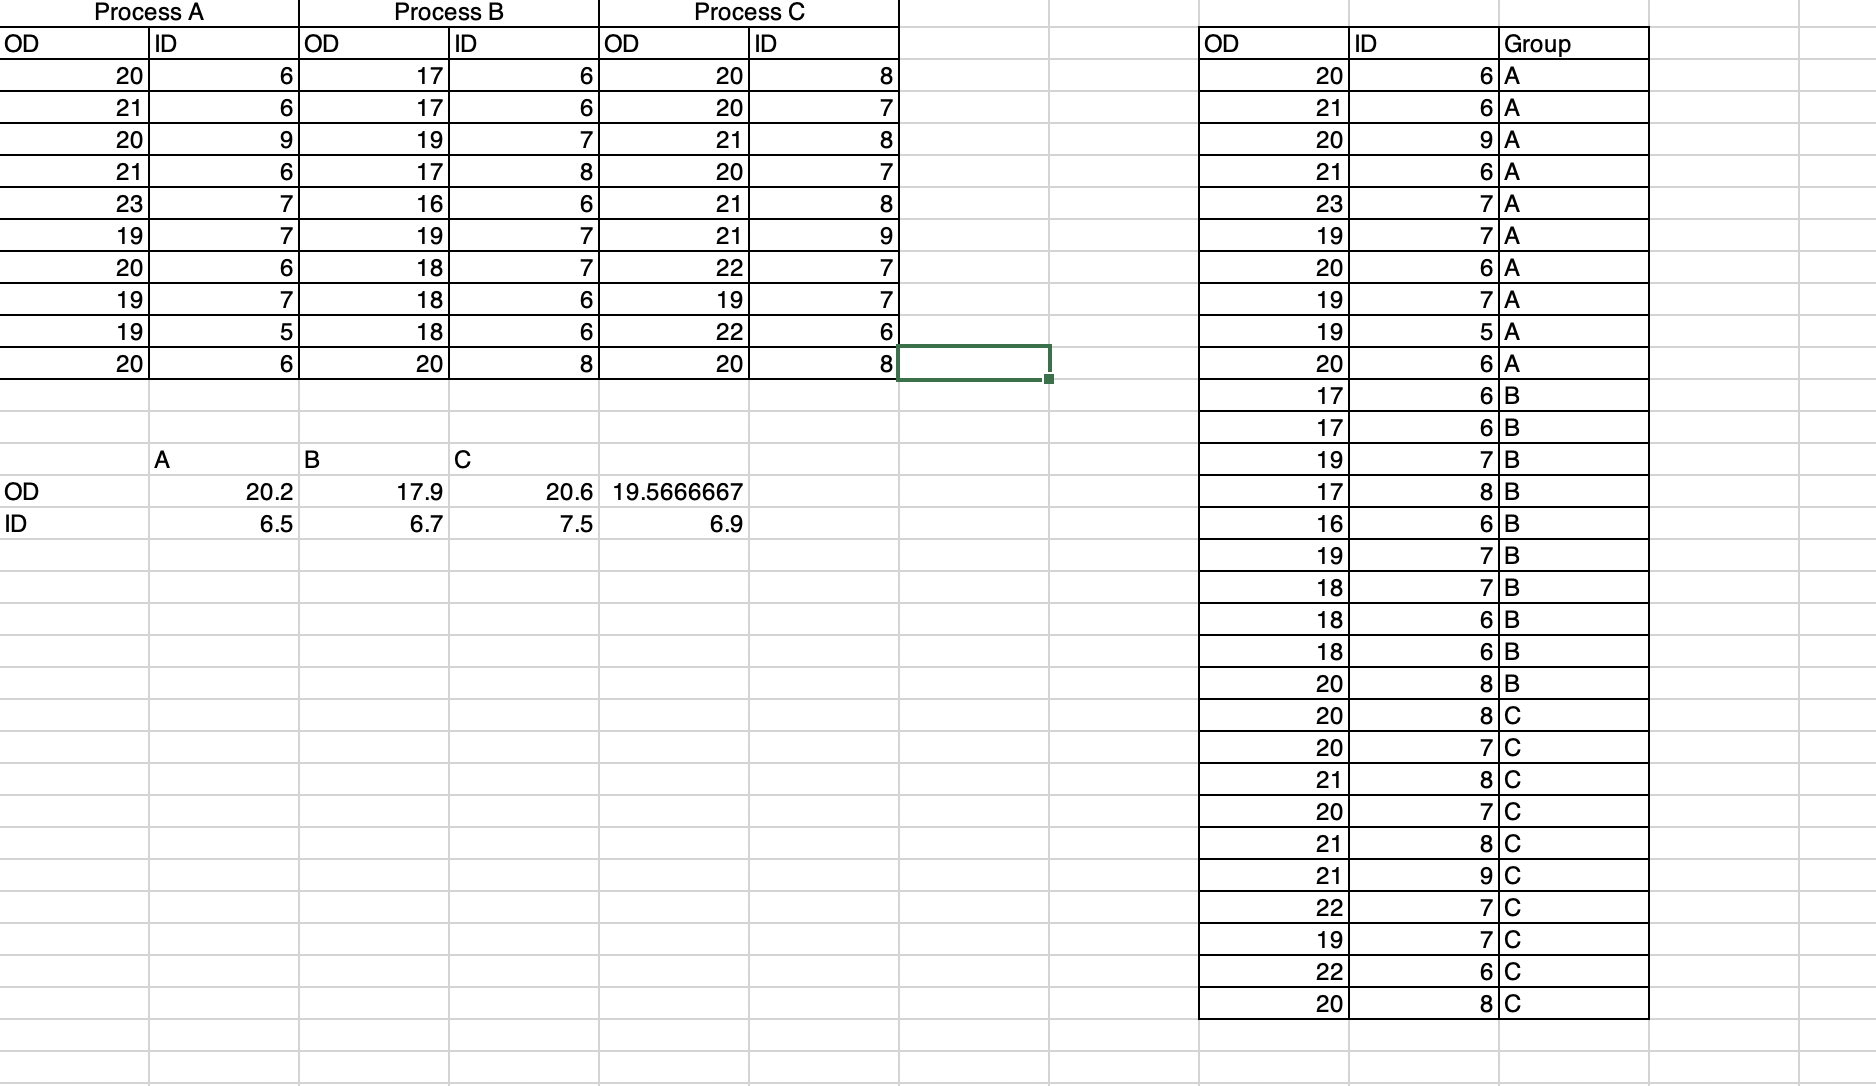 Process A Process B Process C
OD ID OD ID OD ID OD ID Group
20 6 17 6 20 8 20 6 A
21 6 17 6 20 7 21 6 A
20 9 19 7 21 8 20 9 A
21 6 17 8 20 7 21 6 A
23 7 16 6 21 8 23 7 A
19 7 19 7 21 9 19 7 A
20 6 18 7 22 7 20 6 A
19 7 18 6 19 7 19 7 A
19 5 18 6 22 6 19 5 A
20 6 20 8 20 8 20 6 A
17 6 B
17 6 B
A B C 19 7 B
OD 20.2 17.9 20.6 19.5666667 17 8 B
ID 6.5 6.7 7.5 6.9 16 6 B
19 7 B
18 7 B
18 6 B
18 6 B
20 8 B
20 8 C
20 7 C
21 8 C
20 7 C
21 8 C
21 9 C
22 7 C
19 7 C
22 6 C
20 8 C